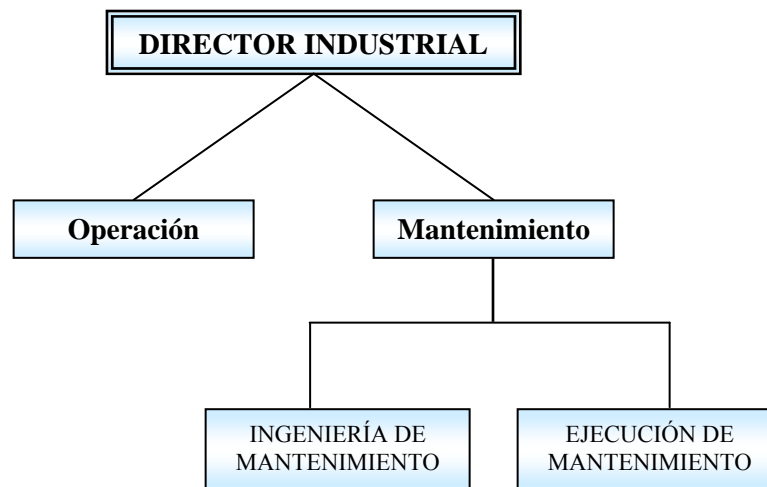 DIRECTOR INDUSTRIAL
Operación
Mantenimiento
INGENIERÍA DE
MANTENIMIENTO
EJECUCIÓN DE
MANTENIMIENTO